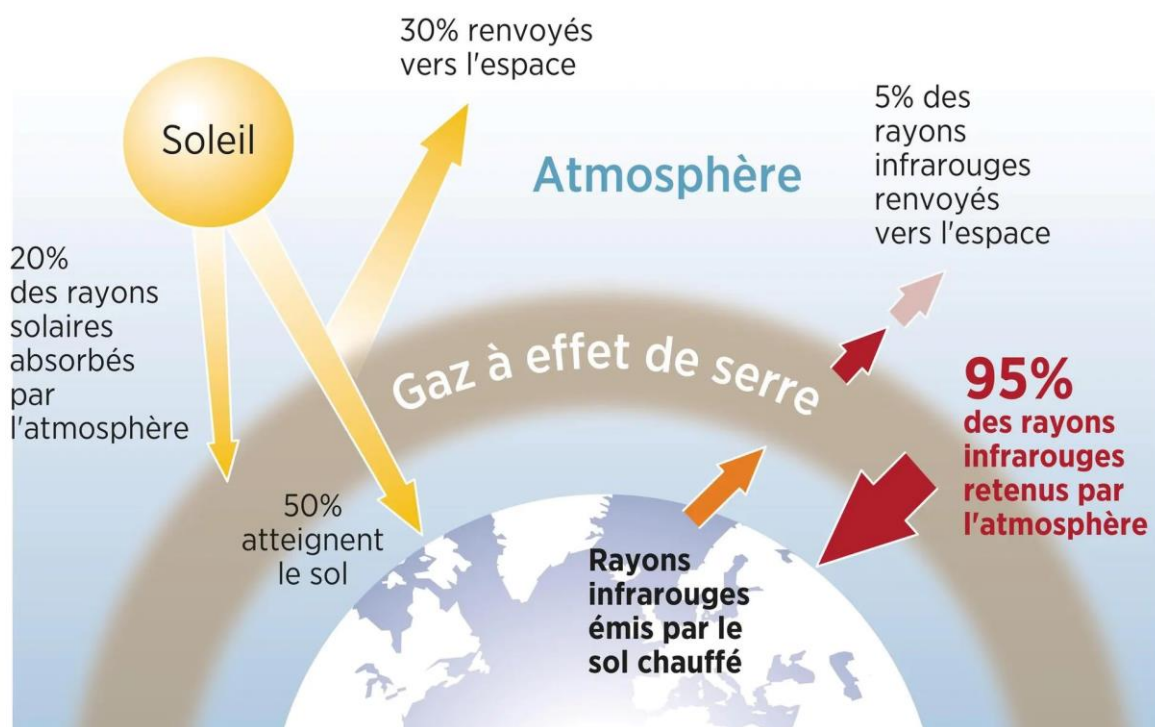 30% renvoyés
vers l'espace
Soleil
5% des
rayons
infrarouges
renvoyés
vers l'espace
Atmosphère
20%
des rayons
solaires
absorbés
par
l'atmosphère
Gaz à effet de serre
95%
des rayons
infrarouges
retenus par
l'atmosphère
50%
atteignent
le sol
Rayons
infrarouges
émis par le
sol chauffé